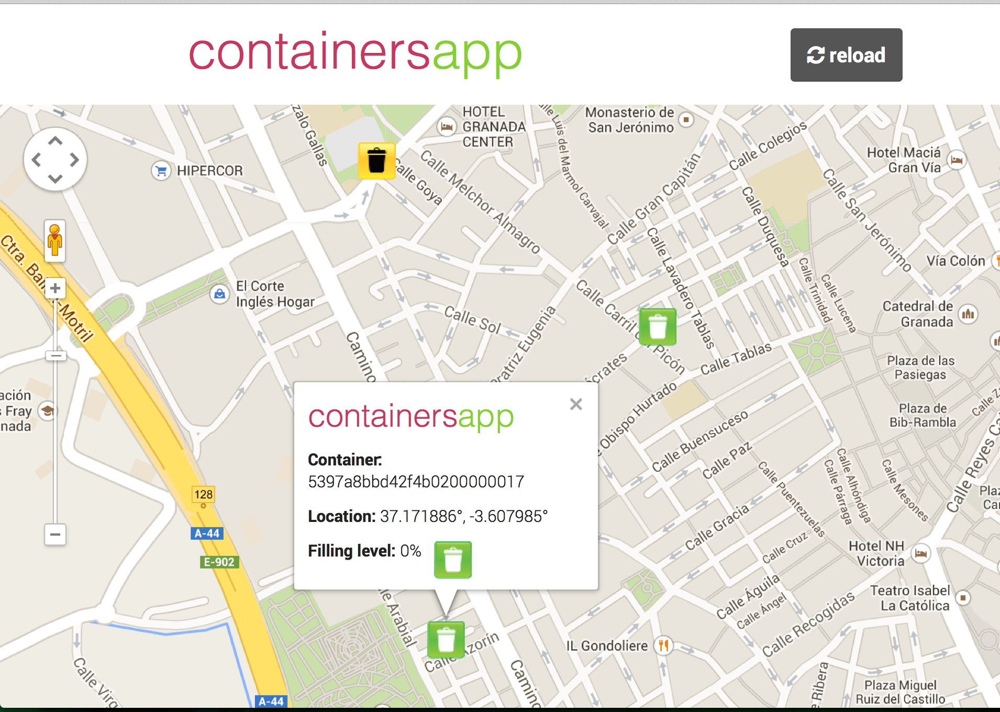 containersapp
reload
HOTEL
GRANADA
CENTER
Monasterio de
San Jerónimo
Hotel Maciá
Gran Vía
HIPERCOR
Calle Goya
Calle Melchor Almagro
Calle Gran Capitán
Calle Colegios
Calle Duquesa
Calle San Jerónimo
Vía Colón
El Corte
Inglés Hogar
Calle Sol
Camino
Calle Lavadero Tablas
Calle Trinidad
Calle Lucena
Catedral de
Granada
Calle Tablas
Plaza de las
Pasiegas
Plaza de
Bib-Rambla
containersapp
Container:
5397a8bbd42f4b0200000017
Location: 37.171886°, -3.607985°
Filling level: 0%
Obispo Hurtado
Calle Buensuceso
Calle Paz
Calle Puentezuelas
Calle Párraga
Calle Alhóndiga
Calle Mesones
128
A-44
E-902
Calle Gracia
Calle Cruz
Hotel NH
Victoria
Calle Águila
Calle Ángel
Calle Recogidas
Teatro Isabel
La Católica
IL Gondoliere
Camino
A-44
Plaza Miguel
Ruiz del Castillo